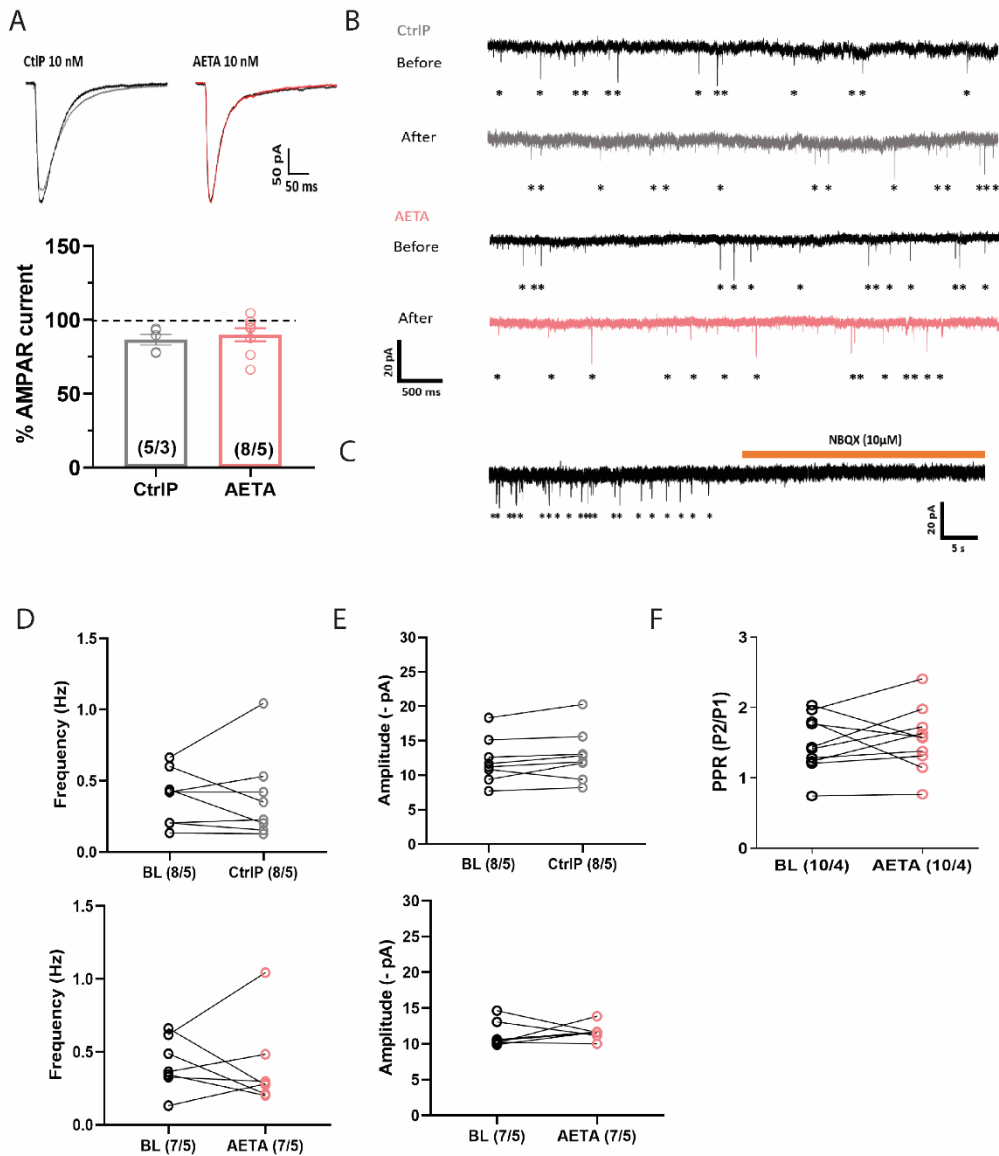 A
CtlP 10 nM
AETA 10 nM
50 pA
50 ms
% AMPAR current
150
100
50
0
(5/3)
(8/5)
CtrlP
AETA
B
CtrlP
Before
After
AETA
Before
After
20 pA
500 ms
* * * * * * * * * * * * *
* * * * * * * * * * * * * * *
* * * * * * * * * * * * * *
* * * * * * * * * * * * *
C
NBQX (10µM)
20 pA
5 s
D
Frequency (Hz)
1.5
1.0
0.5
0.0
BL (8/5)
CtrlP (8/5)
Frequency (Hz)
1.5
1.0
0.5
0.0
BL (7/5)
AETA (7/5)
E
Amplitude (- pA)
30
25
20
15
10
5
0
BL (8/5)
CtrlP (8/5)
Amplitude (- pA)
30
25
20
15
10
5
0
BL (7/5)
AETA (7/5)
F
PPR (P2/P1)
3
2
1
0
BL (10/4)
AETA (10/4)